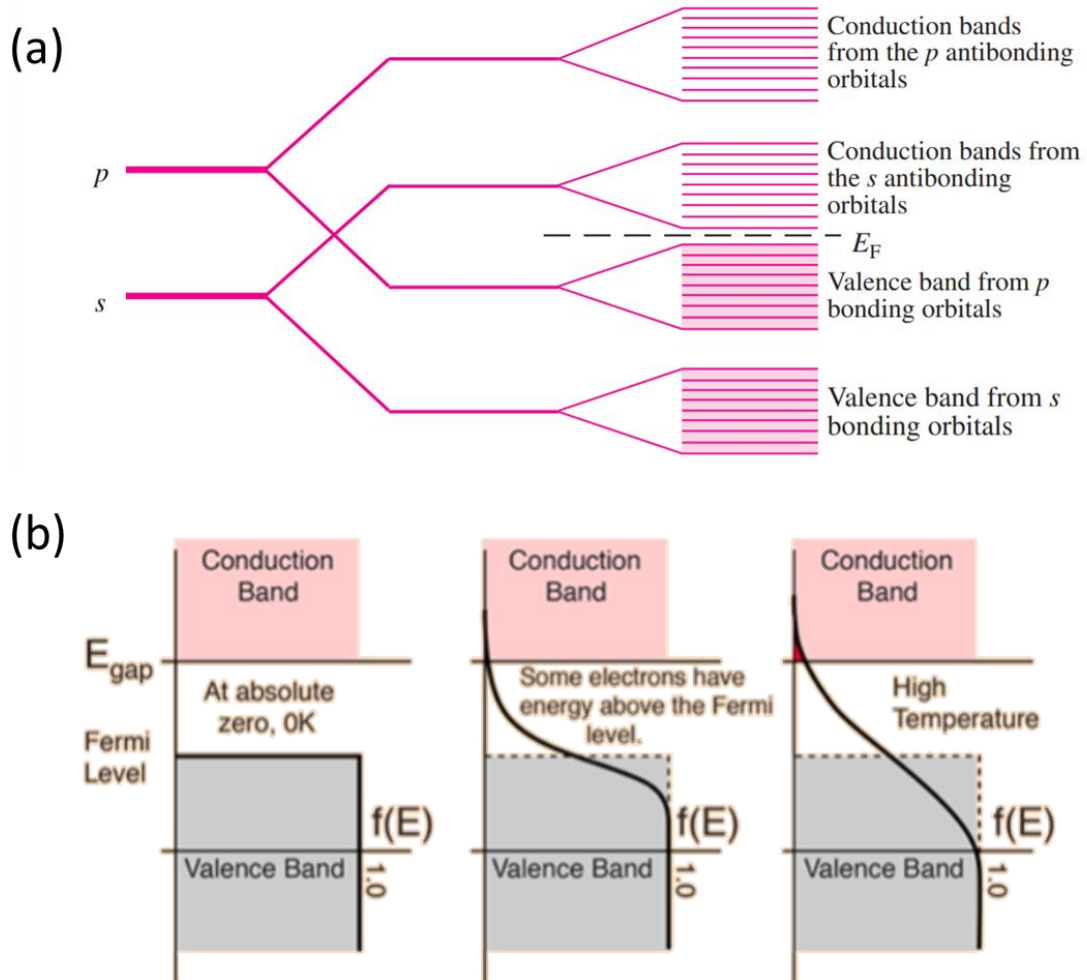 (a)
Conduction bands
from the p antibonding
orbitals
p
Conduction bands from
the s antibonding
orbitals
E_F
s
Valence band from p
bonding orbitals
Valence band from s
bonding orbitals
(b)
Conduction
Band
Conduction
Band
Conduction
Band
E_gap
At absolute
zero, 0K
Some electrons have
energy above the Fermi
level.
High
Temperature
Fermi
Level
f(E)
f(E)
f(E)
Valence Band
1.0
Valence Band
1.0
Valence Band
1.0